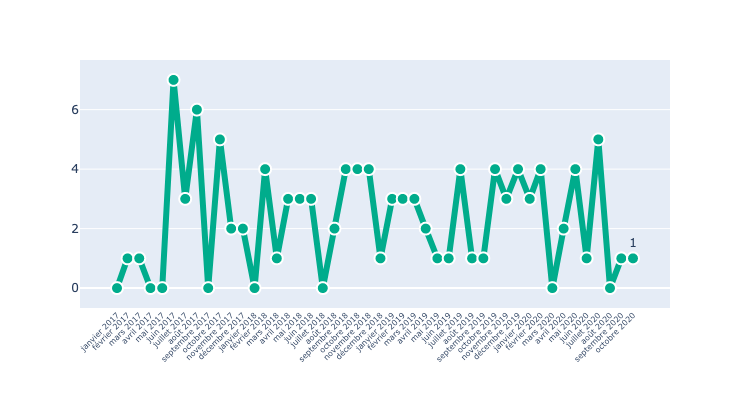 6
4
2
0
1
janvier 2017
février 2017
mars 2017
avril 2017
mai 2017
juin 2017
juillet 2017
août 2017
septembre 2017
octobre 2017
novembre 2017
décembre 2017
janvier 2018
février 2018
mars 2018
avril 2018
mai 2018
juin 2018
juillet 2018
août 2018
septembre 2018
octobre 2018
novembre 2018
décembre 2018
janvier 2019
février 2019
mars 2019
avril 2019
mai 2019
juin 2019
juillet 2019
août 2019
septembre 2019
octobre 2019
novembre 2019
décembre 2019
janvier 2020
février 2020
mars 2020
avril 2020
mai 2020
juin 2020
juillet 2020
août 2020
septembre 2020
octobre 2020